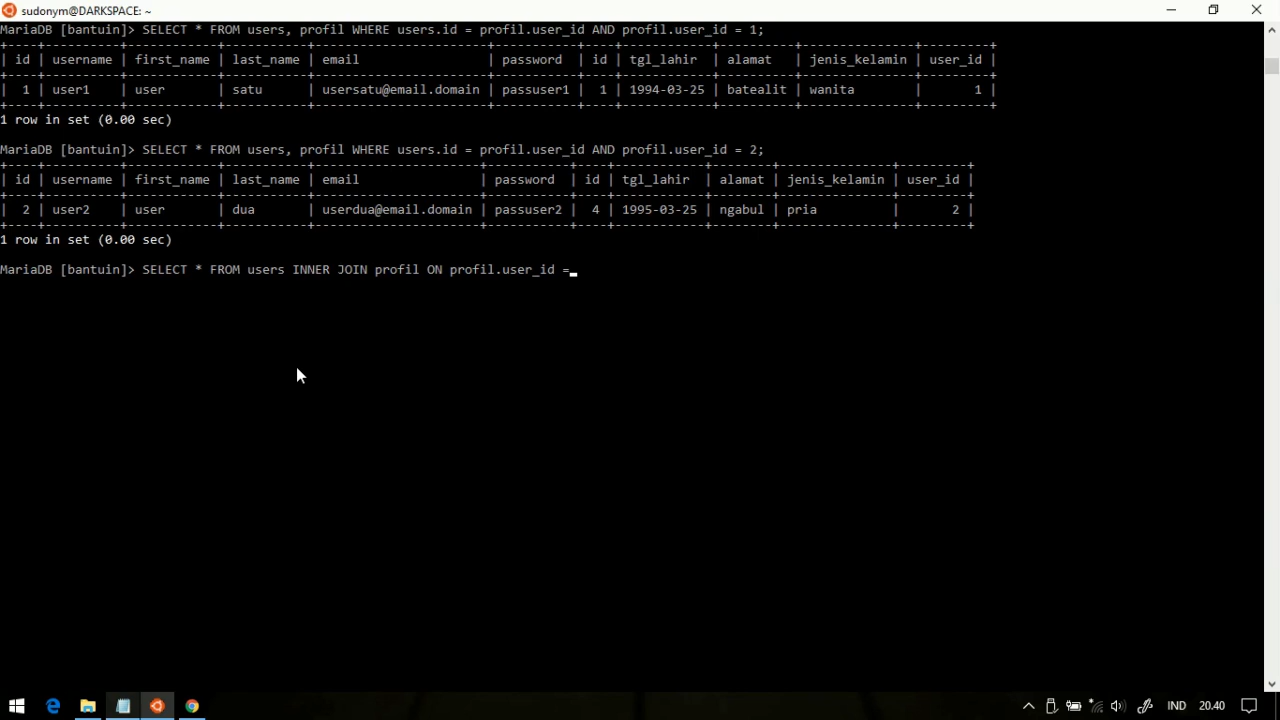 sudonym@DARKSPACE: ~
MariaDB [bantuin]> SELECT * FROM users, profil WHERE users.id = profil.user_id AND profil.user_id = 1;
+----+----------+------------+-----------+----------------------+-----------+----+------------+----------+---------------+---------+
| id | username | first_name | last_name | email                | password  | id | tgl_lahir  | alamat   | jenis_kelamin | user_id |
+----+----------+------------+-----------+----------------------+-----------+----+------------+----------+---------------+---------+
|  1 | user1    | user       | satu      | usersatu@email.domain | passuser1 |  1 | 1994-03-25 | batealit | wanita        |       1 |
+----+----------+------------+-----------+----------------------+-----------+----+------------+----------+---------------+---------+
1 row in set (0.00 sec)
MariaDB [bantuin]> SELECT * FROM users, profil WHERE users.id = profil.user_id AND profil.user_id = 2;
+----+----------+------------+-----------+---------------------+-----------+----+------------+--------+---------------+---------+
| id | username | first_name | last_name | email               | password  | id | tgl_lahir  | alamat | jenis_kelamin | user_id |
+----+----------+------------+-----------+---------------------+-----------+----+------------+--------+---------------+---------+
|  2 | user2    | user       | dua       | userdua@email.domain | passuser2 |  4 | 1995-03-25 | ngabul | pria          |       2 |
+----+----------+------------+-----------+---------------------+-----------+----+------------+--------+---------------+---------+
1 row in set (0.00 sec)
MariaDB [bantuin]> SELECT * FROM users INNER JOIN profil ON profil.user_id =_
IND 20.40